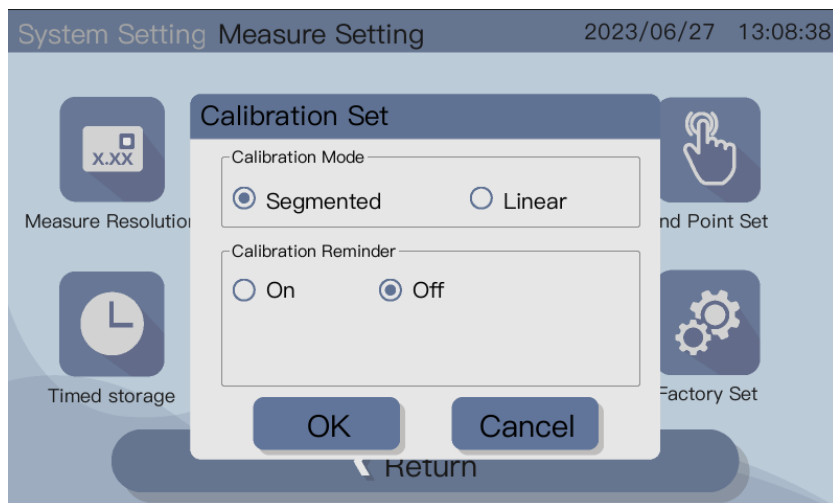 System Setting Measure Setting 2023/06/27 13:08:38
Calibration Set
Calibration Mode
Segmented Linear
Calibration Reminder
On Off
x.xx
Measure Resolutio
nd Point Set
Timed storage
Factory Set
OK Cancel
Return